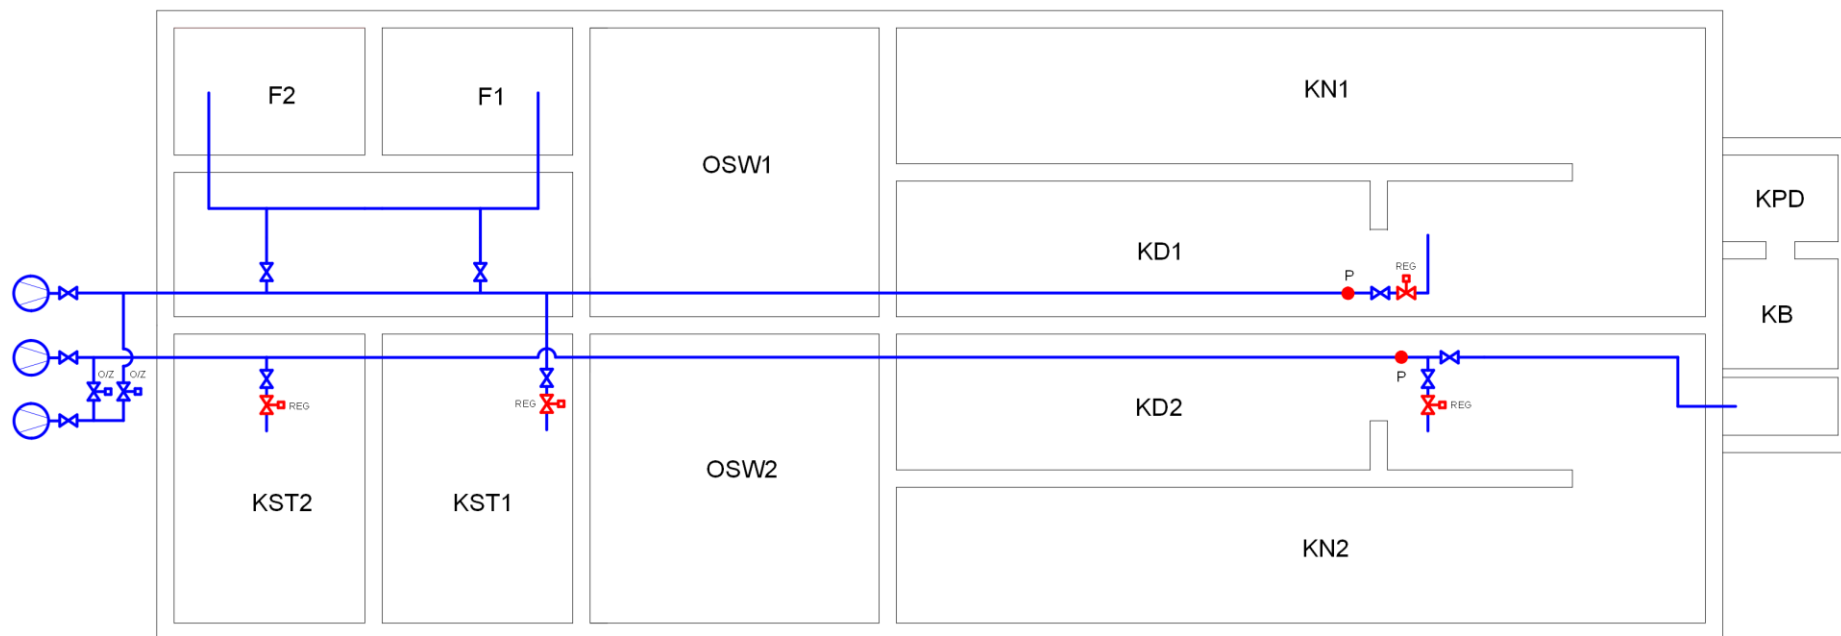 F2
F1
KN1
OSW1
KPD
KD1
P
REG
KB
O/Z
O/Z
P
REG
REG
KD2
REG
OSW2
KST2
KST1
KN2